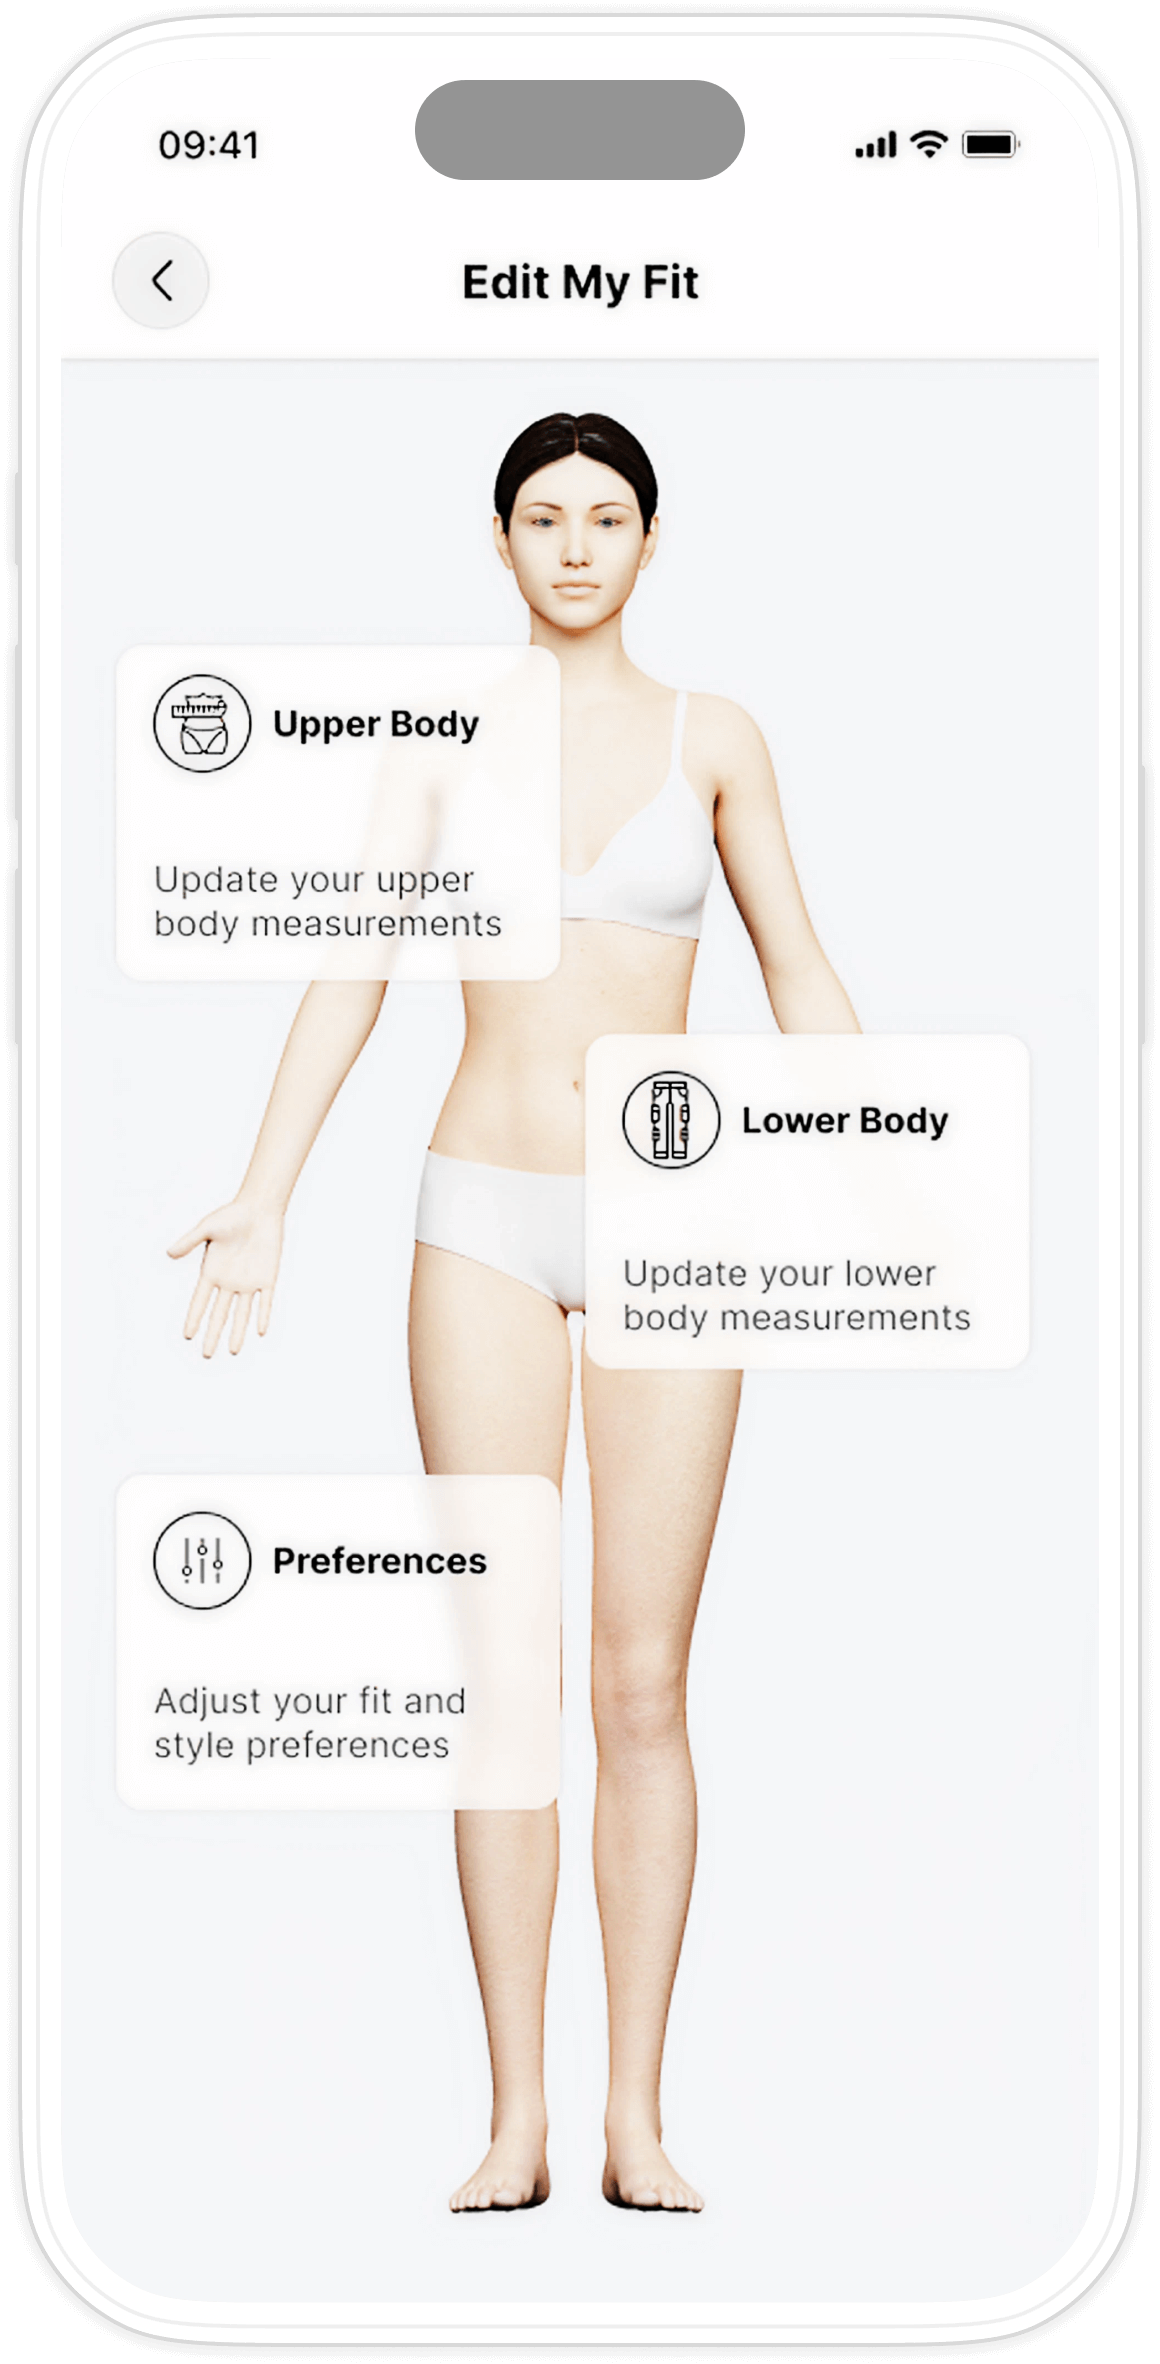 09:41
Edit My Fit
Upper Body
Update your upper
body measurements
Lower Body
Update your lower
body measurements
Preferences
Adjust your fit and
style preferences